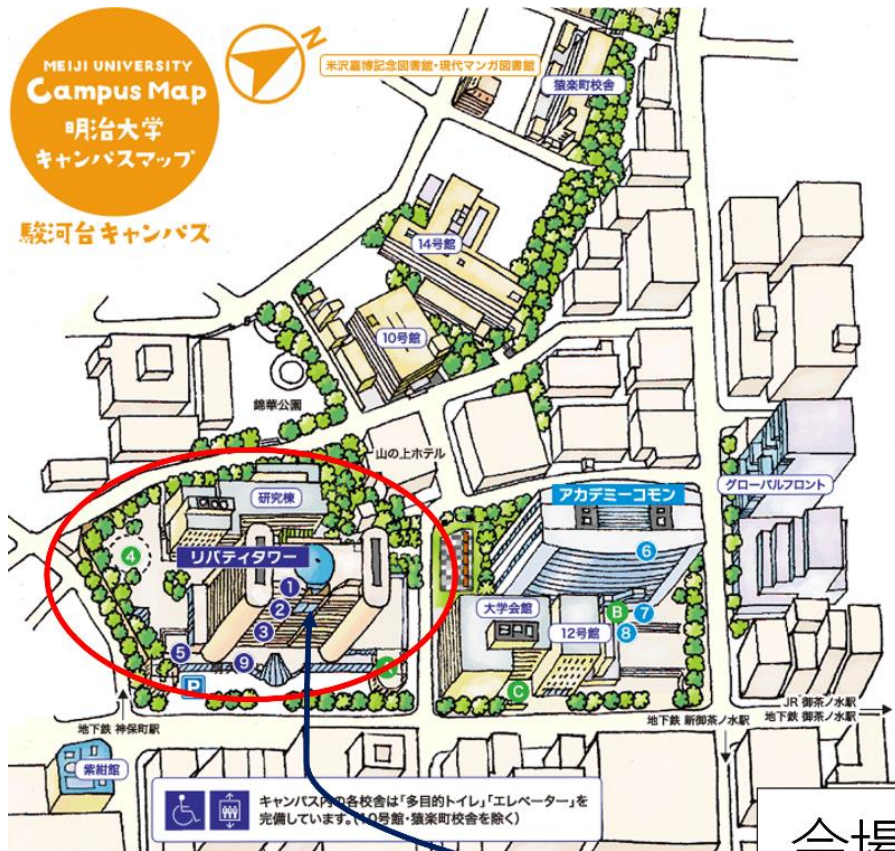 MEIJI UNIVERSITY
Campus Map
明治大学
キャンパスマップ
駿河台キャンパス
N
米沢嘉博記念図書館・現代マンガ図書館
猿楽町校舎
14号館
10号館
錦華公園
山の上ホテル
研究棟
アカデミーコモン
グローバルフロント
リバティタワー
4
6
1
2
3
5
9
大学会館
12号館
B
7
8
C
P
地下鉄 神保町駅
地下鉄 新御茶ノ水駅
JR 御茶ノ水駅
地下鉄 御茶ノ水駅
紫紺館
キャンパス内の各校舎は「多目的トイレ」「エレベーター」を
完備しています。(10号館・猿楽町校舎を除く)
会場